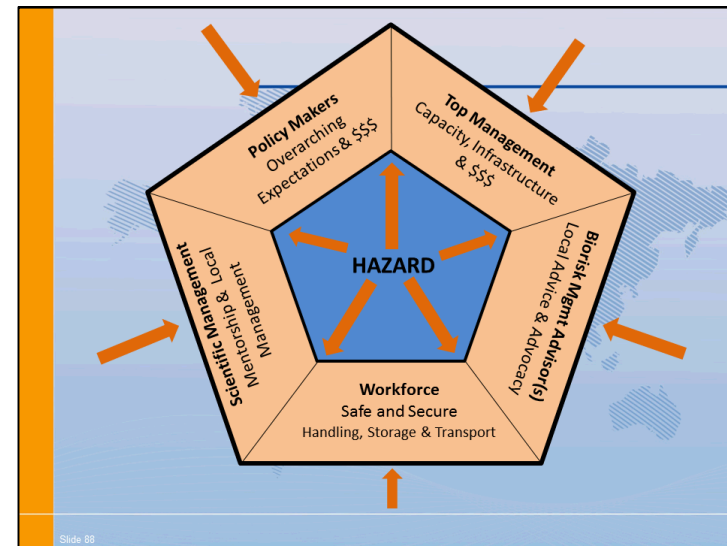 Policy Makers
Overarching
Expectations & $$$
Top Management
Capacity, Infrastructure
& $$$
Scientific Management
Mentorship & Local
Management
HAZARD
Biorisk Mgmt Advisor(s)
Local Advice & Advocacy
Workforce
Safe and Secure
Handling, Storage & Transport
Slide 88